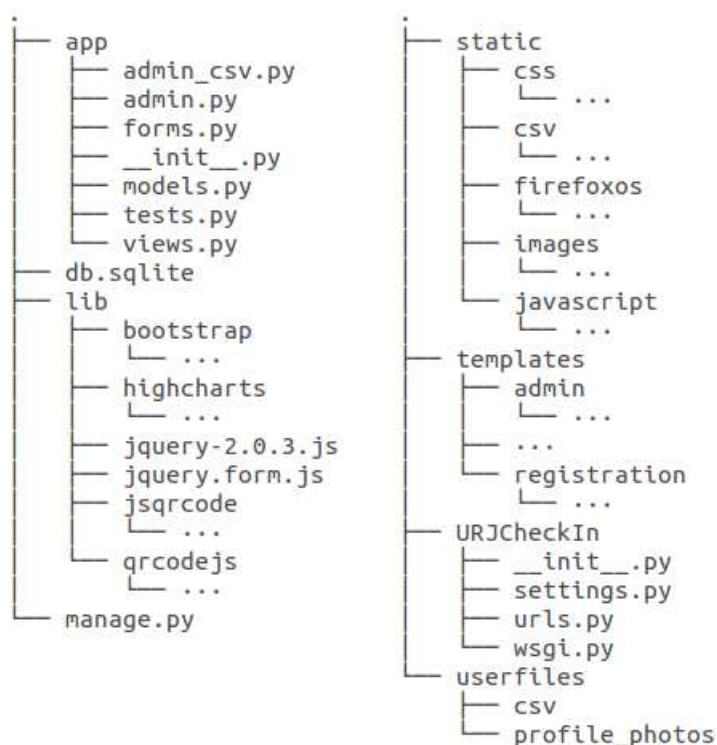 .
├── app
│   ├── admin_csv.py
│   ├── admin.py
│   ├── forms.py
│   ├── __init__.py
│   ├── models.py
│   ├── tests.py
│   └── views.py
├── db.sqlite
├── lib
│   ├── bootstrap
│   │   └── ...
│   ├── highcharts
│   │   └── ...
│   ├── jquery-2.0.3.js
│   ├── jquery.form.js
│   ├── jsqrcode
│   │   └── ...
│   └── qrcodejs
│       └── ...
└── manage.py
.
├── static
│   ├── css
│   │   └── ...
│   ├── csv
│   │   └── ...
│   ├── firefoxos
│   │   └── ...
│   ├── images
│   │   └── ...
│   └── javascript
│       └── ...
├── templates
│   ├── admin
│   │   └── ...
│   ├── ...
│   └── registration
│       └── ...
├── URJCheckIn
│   ├── __init__.py
│   ├── settings.py
│   ├── urls.py
│   └── wsgi.py
└── userfiles
    ├── csv
    └── profile_photos